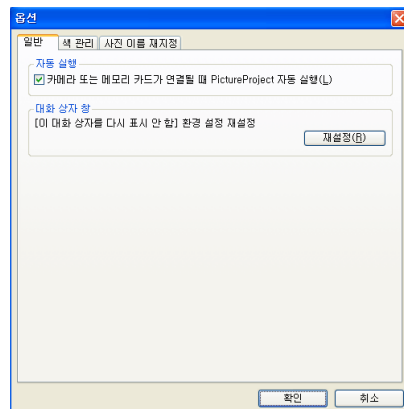 옵션
일반
색 관리
사진 이름 재지정
자동 실행
카메라 또는 메모리 카드가 연결될 때 PictureProject 자동 실행(L)
대화 상자 창
[이 대화 상자를 다시 표시 안 함] 환경 설정 재설정
재설정(R)
확인
취소